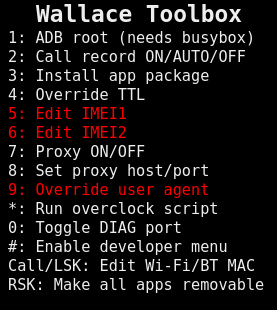 Wallace Toolbox
1: ADB root (needs busybox)
2: Call record ON/AUTO/OFF
3: Install app package
4: Override TTL
5: Edit IMEI1
6: Edit IMEI2
7: Proxy ON/OFF
8: Set proxy host/port
9: Override user agent
*: Run overclock script
0: Toggle DIAG port
#: Enable developer menu
Call/LSK: Edit Wi-Fi/BT MAC
RSK: Make all apps removable